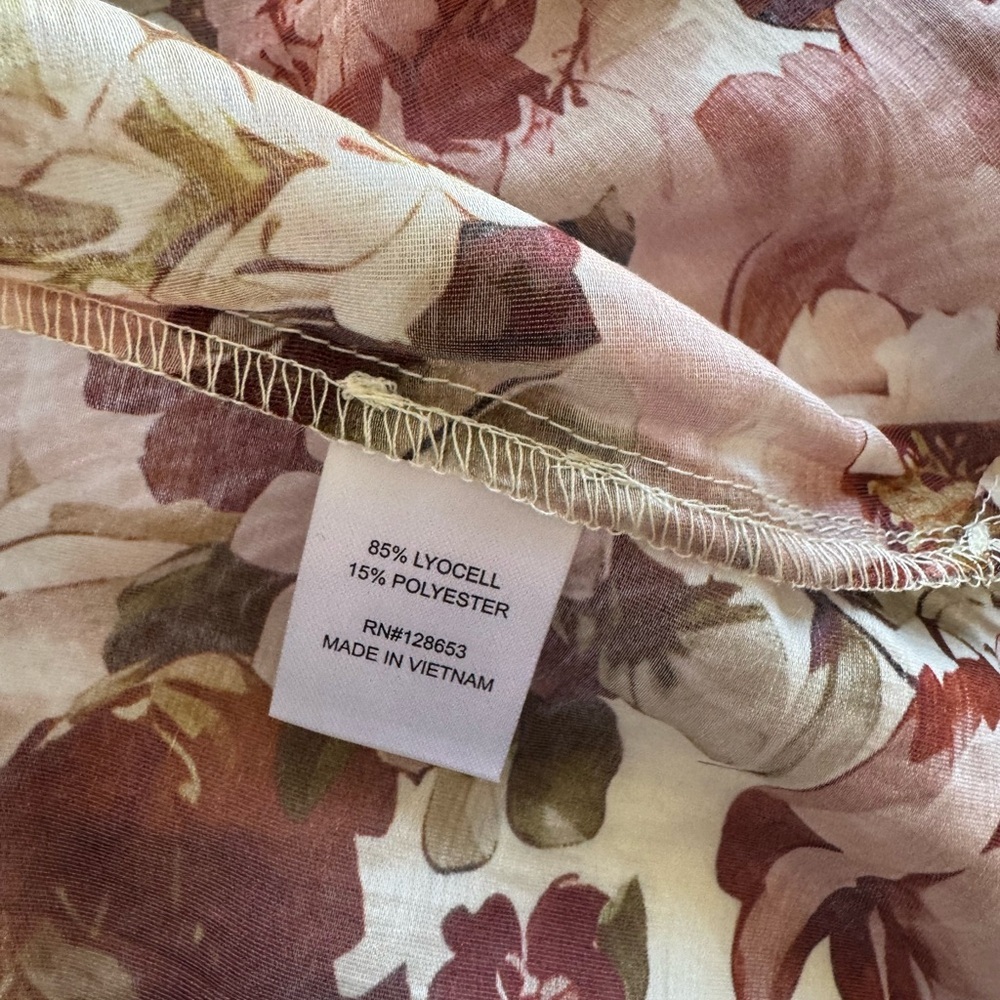 85% LYOCELL
15% POLYESTER
RN#128653
MADE IN VIETNAM